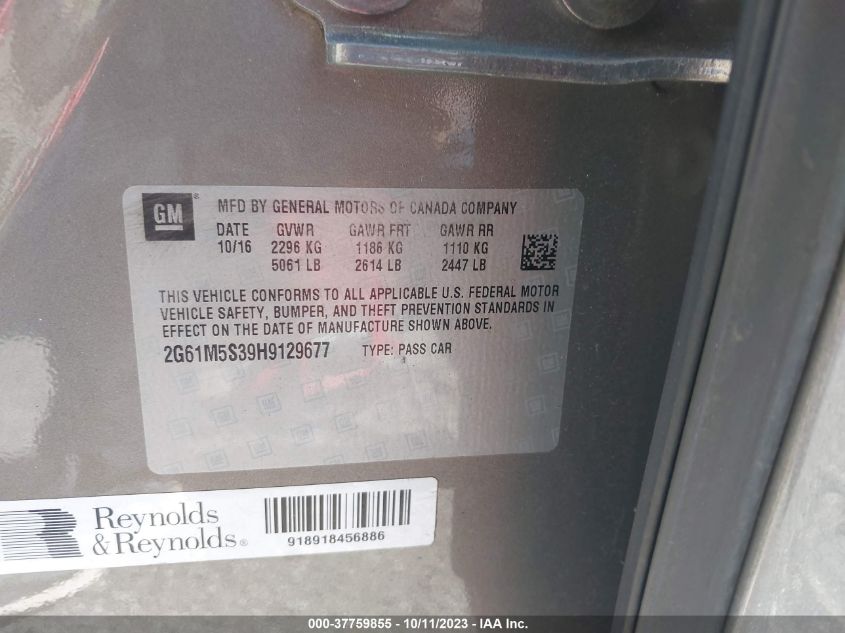 GM ®
MFD BY GENERAL MOTORS OF CANADA COMPANY
DATE GVWR GAWR FRT GAWR RR
10/16 2296 KG 1186 KG 1110 KG
5061 LB 2614 LB 2447 LB
THIS VEHICLE CONFORMS TO ALL APPLICABLE U.S. FEDERAL MOTOR
VEHICLE SAFETY, BUMPER, AND THEFT PREVENTION STANDARDS IN
EFFECT ON THE DATE OF MANUFACTURE SHOWN ABOVE.
2G61M5S39H9129677 TYPE: PASS CAR
Reynolds
&Reynolds®
918918456886
000-37759855 - 10/11/2023 - IAA Inc.